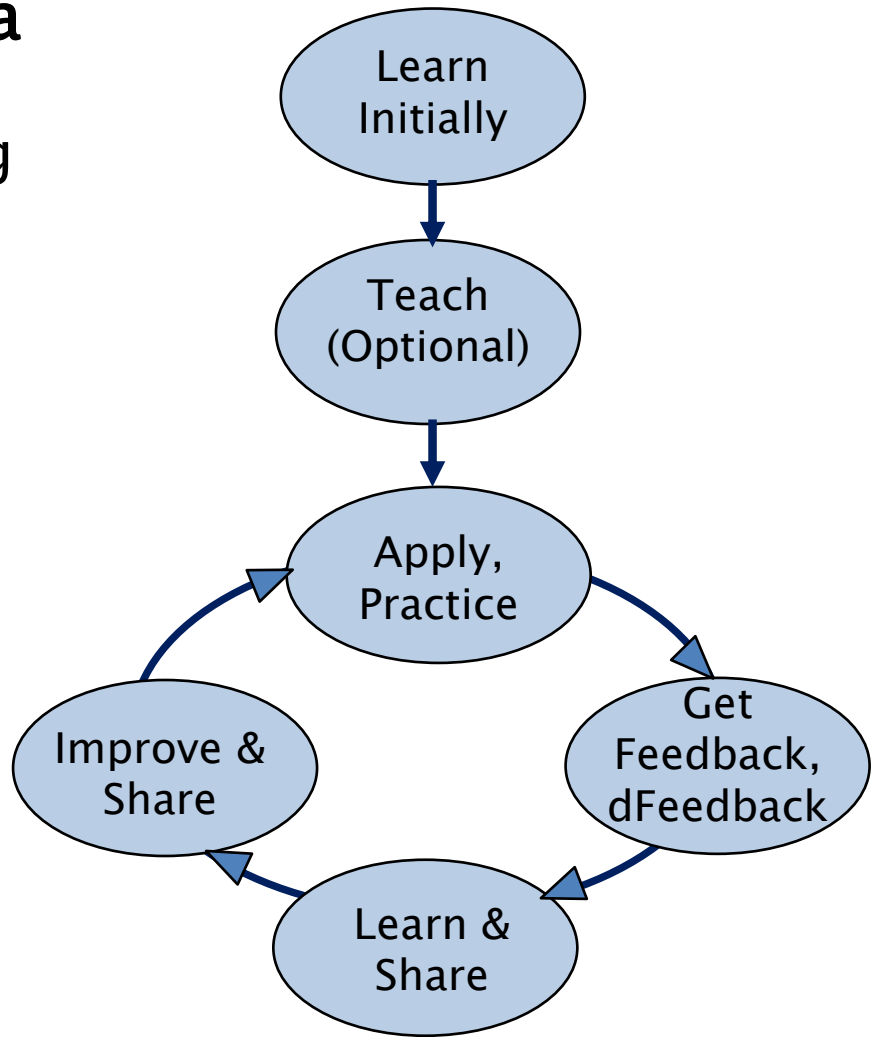 a
g
Learn
Initially
Teach
(Optional)
Apply,
Practice
Get
Feedback,
dFeedback
Improve &
Share
Learn &
Share